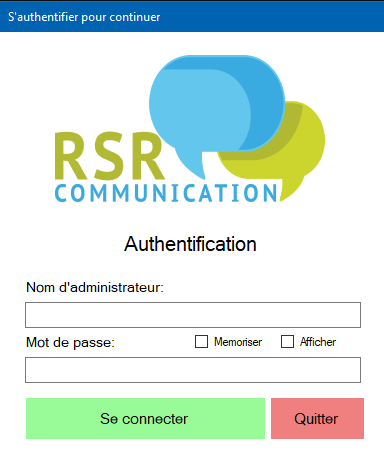 S'authentifier pour continuer
RSR
COMMUNICATION
Authentification
Nom d'administrateur:
Mot de passe: Memoriser Afficher
Se connecter Quitter